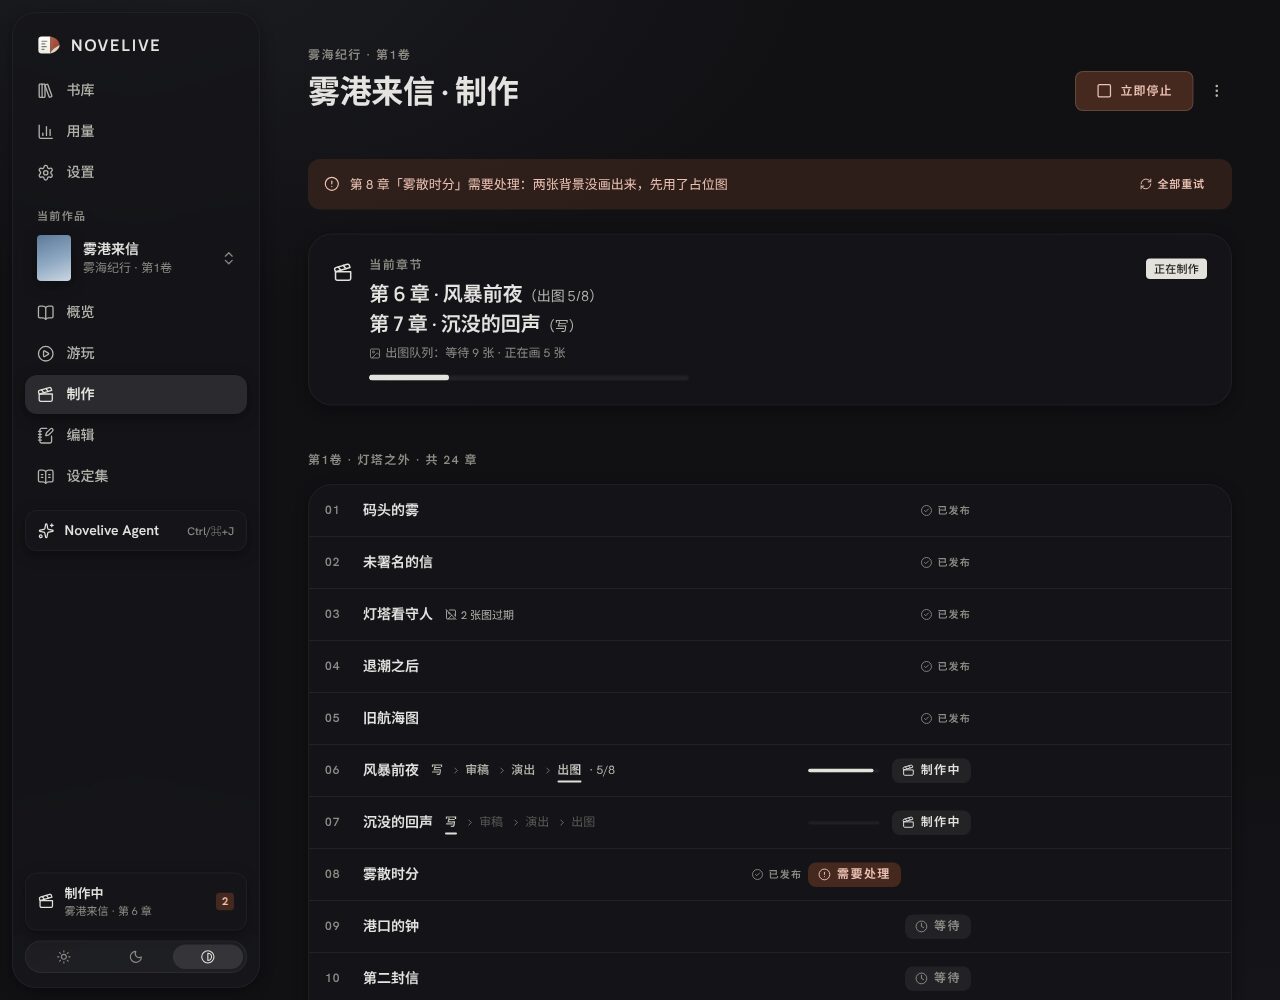 NOVELIVE
书库
用量
设置
当前作品
雾港来信
雾海纪行 · 第1卷
概览
游玩
制作
编辑
设定集
Novelive Agent Ctrl/⌘+J
制作中
雾港来信 · 第 6 章
2
雾海纪行 · 第1卷
雾港来信 · 制作
立即停止
第 8 章「雾散时分」需要处理：两张背景没画出来，先用了占位图
全部重试
当前章节
正在制作
第 6 章 · 风暴前夜（出图 5/8）
第 7 章 · 沉没的回声（写）
出图队列：等待 9 张 · 正在画 5 张
第1卷 · 灯塔之外 · 共 24 章
01 码头的雾 已发布
02 未署名的信 已发布
03 灯塔看守人 2 张图过期 已发布
04 退潮之后 已发布
05 旧航海图 已发布
06 风暴前夜 写 › 审稿 › 演出 › 出图 · 5/8 制作中
07 沉没的回声 写 › 审稿 › 演出 › 出图 制作中
08 雾散时分 已发布 需要处理
09 港口的钟 等待
10 第二封信 等待